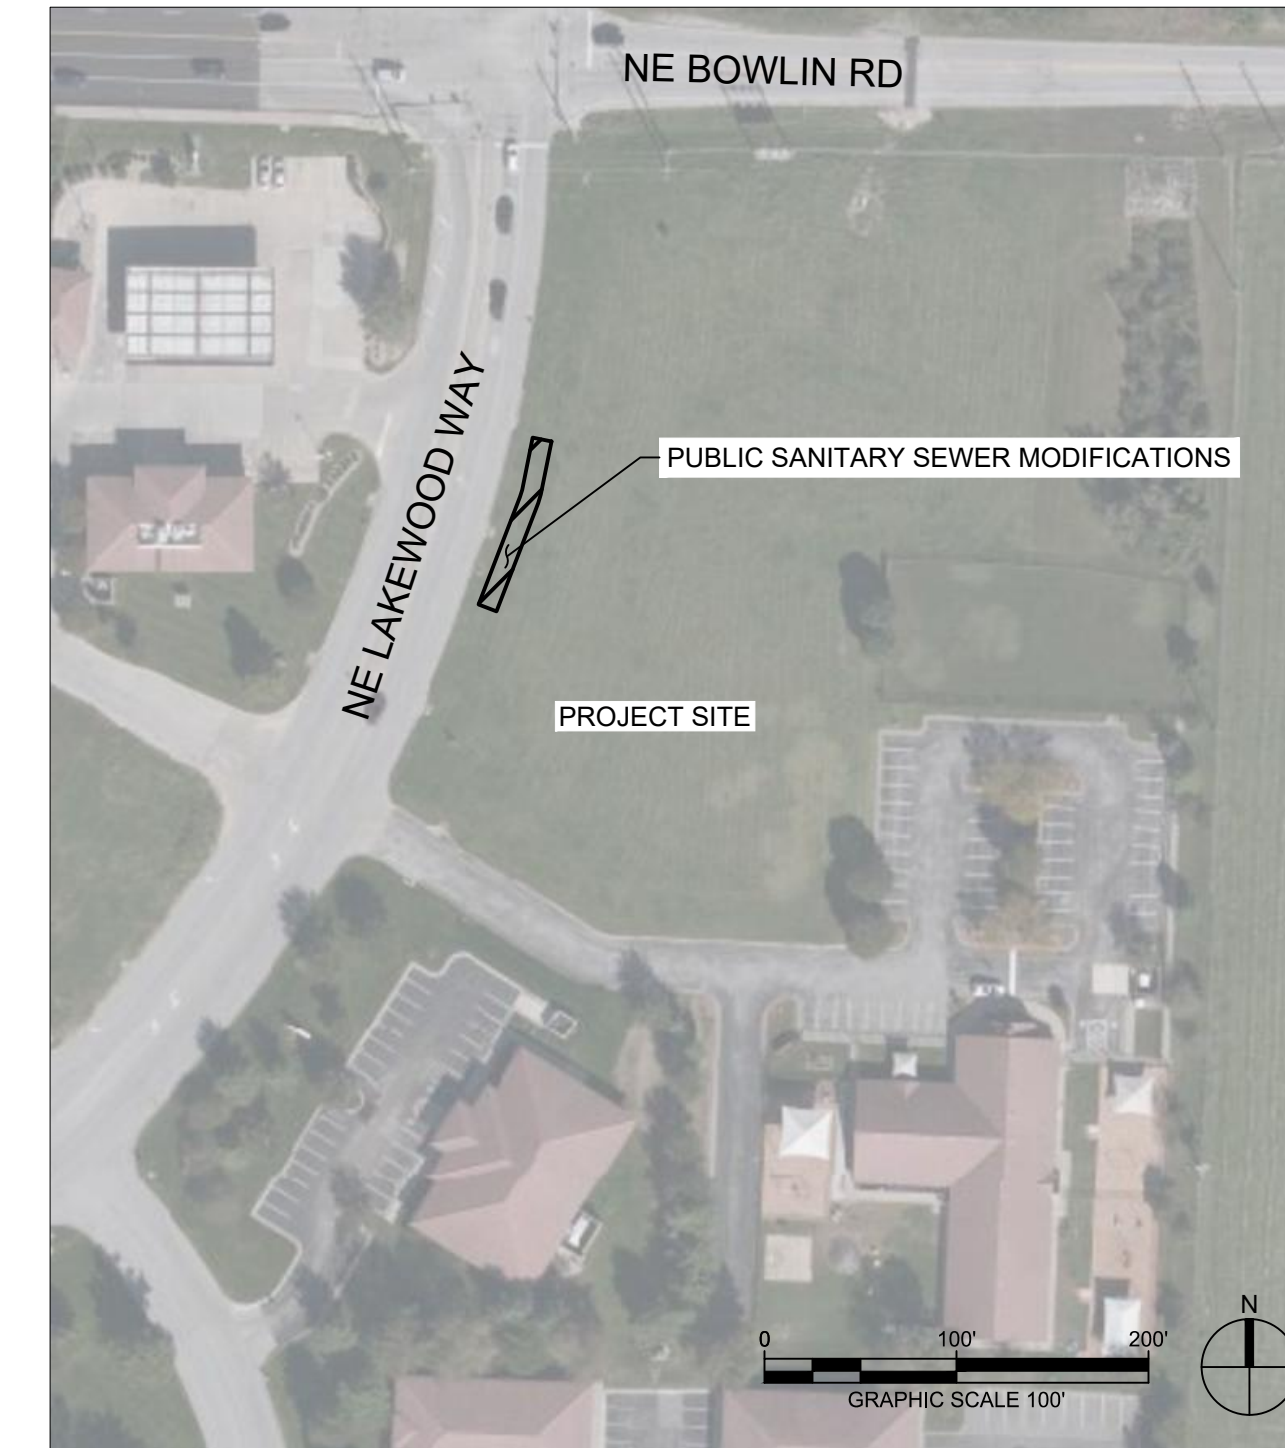 NE BOWLIN RD
NE LAKEWOOD WAY
PUBLIC SANITARY SEWER MODIFICATIONS
PROJECT SITE
N
0 100' 200'
GRAPHIC SCALE 100'